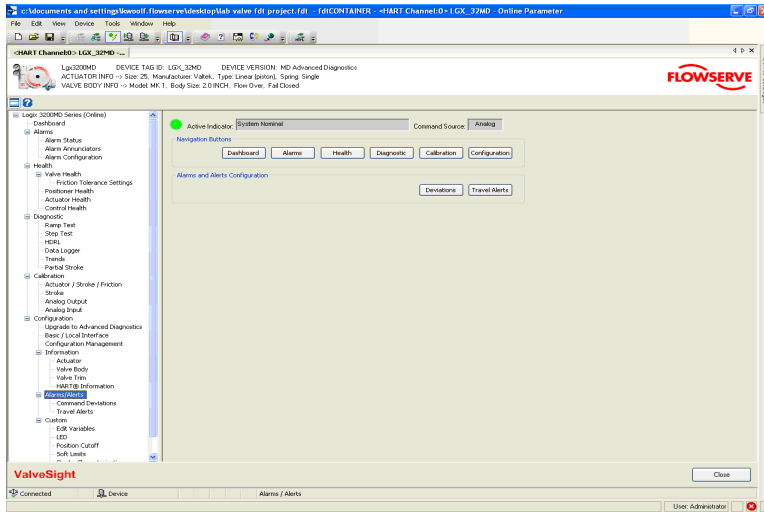 c:\documents and settings\kwoolf.flowserve\desktop\lab valve fdt project.fdt - fdtCONTAINER - <HART Channel:0> LGX_32MD - Online Parameter
File Edit View Device Tools Window Help
<HART Channel:0> LGX_32MD -...
Lgx3200MD DEVICE TAG ID: LGX_32MD DEVICE VERSION: MD Advanced Diagnostics
ACTUATOR INFO --> Size: 25, Manufacturer: Valtek, Type: Linear (piston), Spring: Single
VALVE BODY INFO --> Model: MK 1, Body Size: 2.0 INCH, Flow Over, Fail Closed
FLOWSERVE
Logix 3200MD Series (Online)
Dashboard
Alarms
Alarm Status
Alarm Annunciators
Alarm Configuration
Health
Valve Health
Friction Tolerance Settings
Positioner Health
Actuator Health
Control Health
Diagnostic
Ramp Test
Step Test
HDRL
Data Logger
Trends
Partial Stroke
Calibration
Actuator / Stroke / Friction
Stroke
Analog Output
Analog Input
Configuration
Upgrade to Advanced Diagnostics
Basic / Local Interface
Configuration Management
Information
Actuator
Valve Body
Valve Trim
HART® Information
Alarms/Alerts
Command Deviations
Travel Alerts
Custom
Edit Variables
LED
Position Cutoff
Soft Limits
Active Indicator: System Nominal Command Source: Analog
Navigation Buttons
Dashboard Alarms Health Diagnostic Calibration Configuration
Alarms and Alerts Configuration
Deviations Travel Alerts
ValveSight
Close
Connected Device Alarms / Alerts
User: Administrator